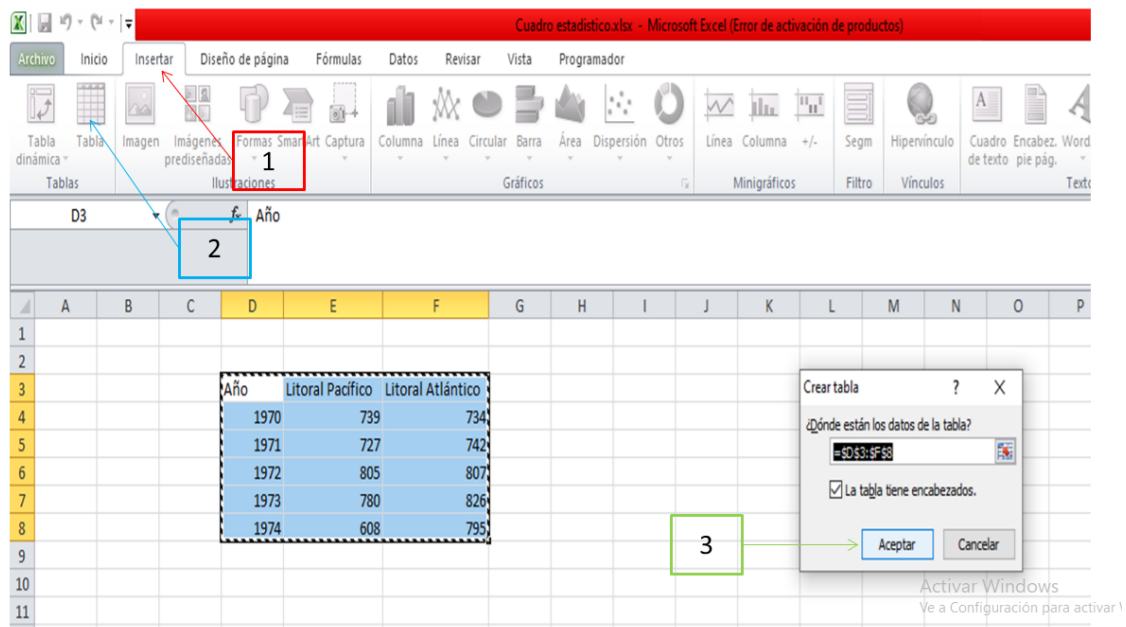 Cuadro estadistico.xlsx - Microsoft Excel (Error de activación de productos)
Archivo Inicio Insertar Diseño de página Fórmulas Datos Revisar Vista Programador
Tabla dinámica Tabla Imagen Imágenes prediseñadas Formas SmartArt Captura Columna Línea Circular Barra Área Dispersión Otros Línea Columna +/- Segm Hipervínculo Cuadro de texto Encabez. pie pág. Word
1
Tablas Ilustraciones Gráficos Minigráficos Filtro Vínculos Texto
D3 fx Año
2
A B C D E F G H I J K L M N O P
1
2
3 Año Litoral Pacífico Litoral Atlántico
4 1970 739 734
5 1971 727 742
6 1972 805 807
7 1973 780 826
8 1974 608 795
9
10
11
Crear tabla ? X
¿Dónde están los datos de la tabla?
=$D$3:$F$8
La tabla tiene encabezados.
3
Aceptar Cancelar
Activar Windows
Ve a Configuración para activar